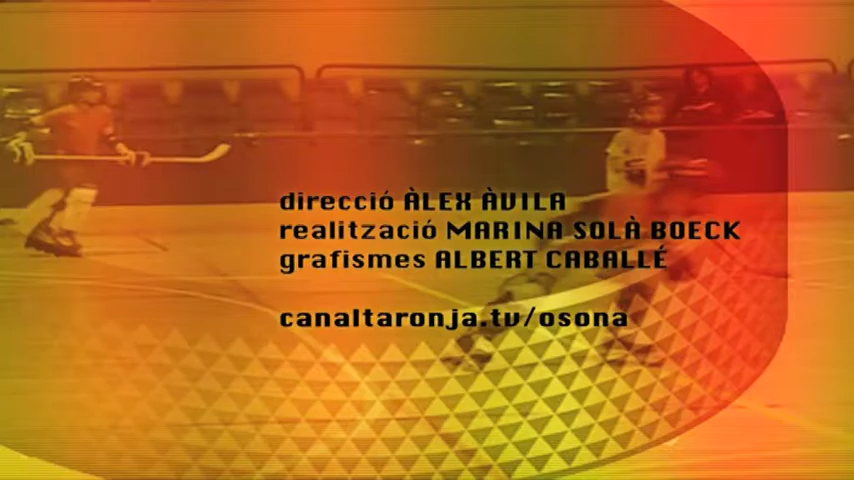 direcció ÀLEX ÀVILA
realització MARINA SOLÀ BOECK
grafismes ALBERT CABALLÉ
canaltaronja.tv/osona